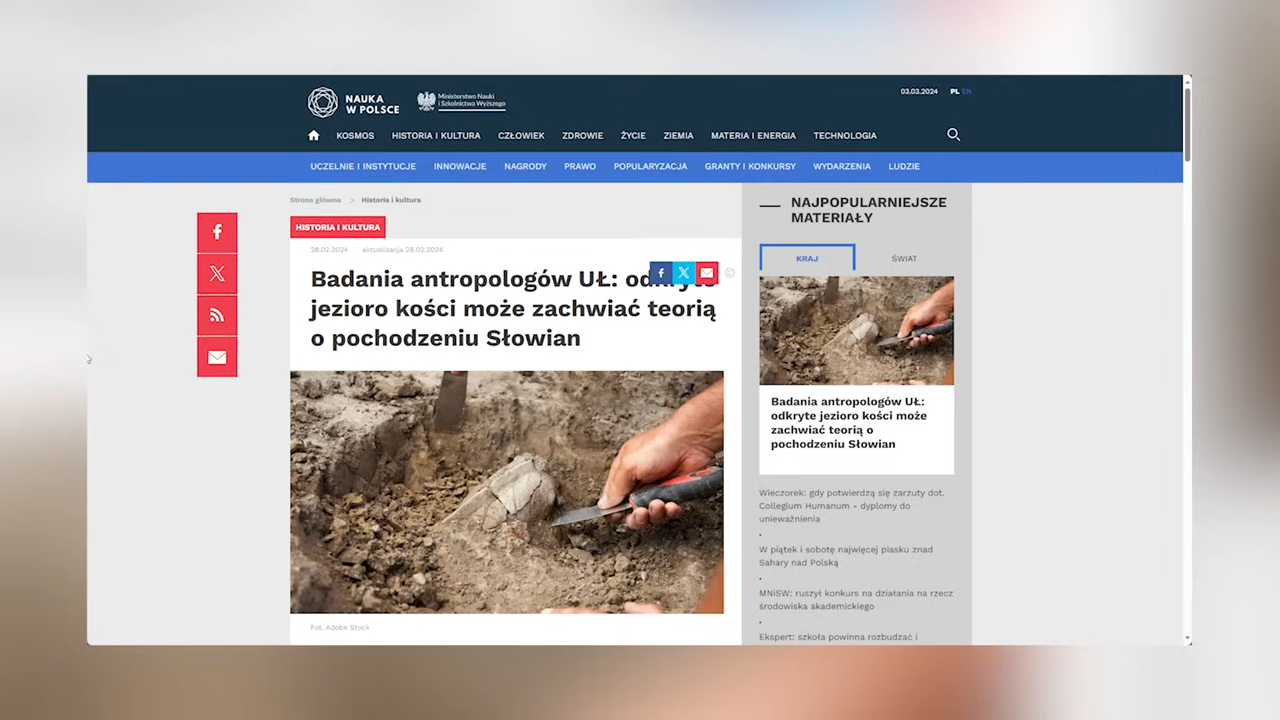 NAUKA
W POLSCE
Ministerstwo Nauki
i Szkolnictwa Wyższego
03.03.2024 PL EN
KOSMOS HISTORIA I KULTURA CZŁOWIEK ZDROWIE ŻYCIE ZIEMIA MATERIA I ENERGIA TECHNOLOGIA
UCZELNIE I INSTYTUCJE INNOWACJE NAGRODY PRAWO POPULARYZACJA GRANTY I KONKURSY WYDARZENIA LUDZIE
Strona główna > Historia i kultura
HISTORIA I KULTURA
28.02.2024 aktualizacja 28.02.2024
Badania antropologów UŁ: odkryte
jezioro kości może zachwiać teorią
o pochodzeniu Słowian
Fot. Adobe Stock
NAJPOPULARNIEJSZE
MATERIAŁY
KRAJ ŚWIAT
Badania antropologów UŁ:
odkryte jezioro kości może
zachwiać teorią o
pochodzeniu Słowian
Wieczorek: gdy potwierdzą się zarzuty dot.
Collegium Humanum - dyplomy do
unieważnienia
W piątek i sobotę najwięcej piasku znad
Sahary nad Polską
MNiSW: ruszył konkurs na działania na rzecz
środowiska akademickiego
Ekspert: szkoła powinna rozbudzać i